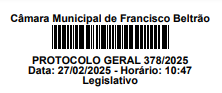 Câmara Municipal de Francisco Beltrão
PROTOCOLO GERAL 378/2025
Data: 27/02/2025 - Horário: 10:47
Legislativo